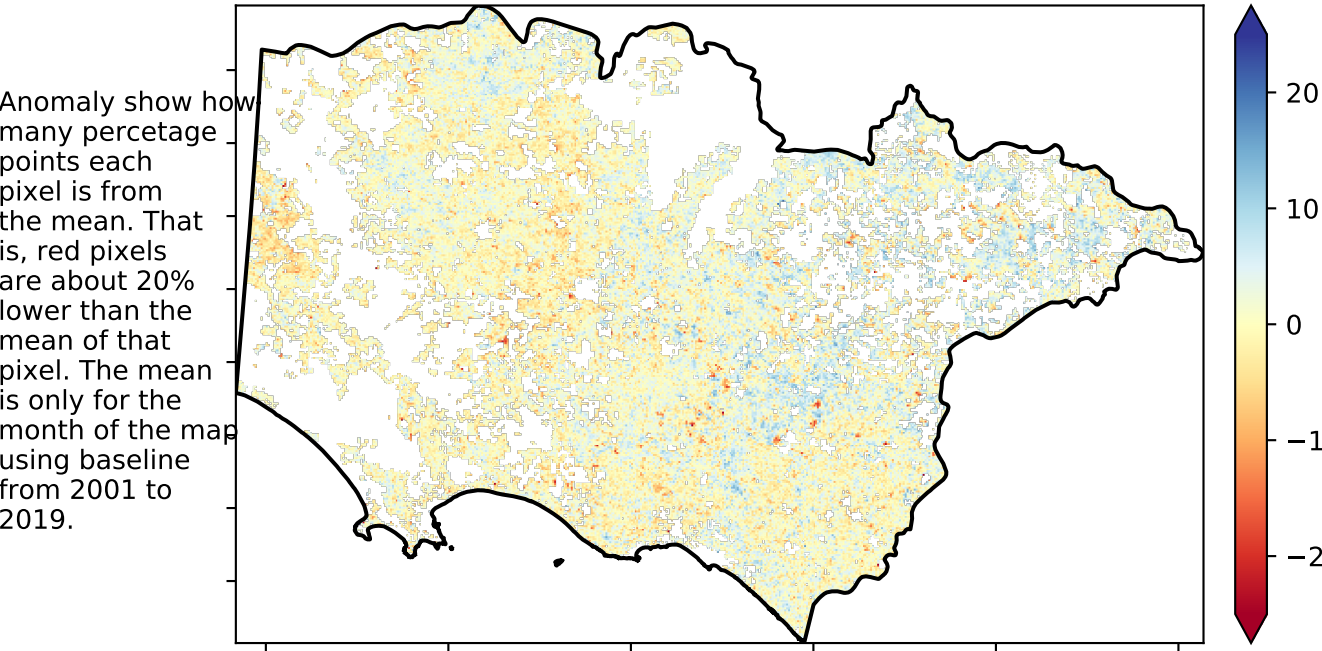 Anomaly show how
many percetage
points each
pixel is from
the mean. That
is, red pixels
are about 20%
lower than the
mean of that
pixel. The mean
is only for the
month of the map
using baseline
from 2001 to
2019.
20
10
0
−1
−2